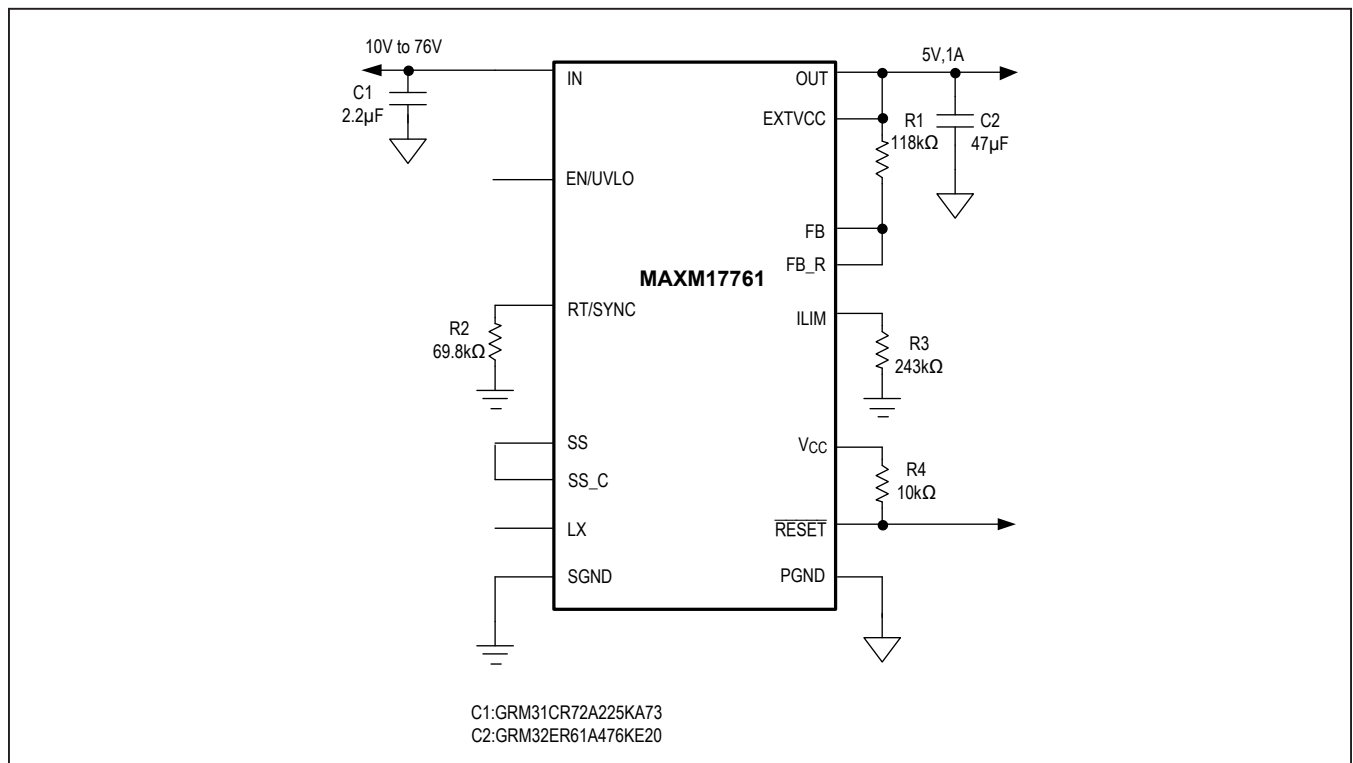 10V to 76V
5V,1A
IN
OUT
C1
2.2µF
EXTVCC
R1
118kΩ
C2
47µF
EN/UVLO
FB
FB_R
MAXM17761
RT/SYNC
ILIM
R2
69.8kΩ
R3
243kΩ
SS
VCC
SS_C
R4
10kΩ
LX
RESET
SGND
PGND
C1:GRM31CR72A225KA73
C2:GRM32ER61A476KE20